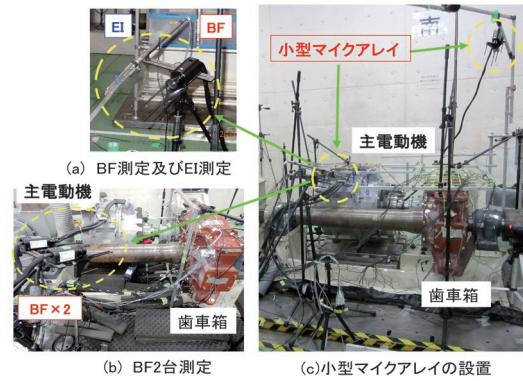 EI
BF
(a) BF測定及びEI測定
主電動機
BF×2
歯車箱
(b) BF2台測定
小型マイクアレイ
主電動機
歯車箱
(c)小型マイクアレイの設置